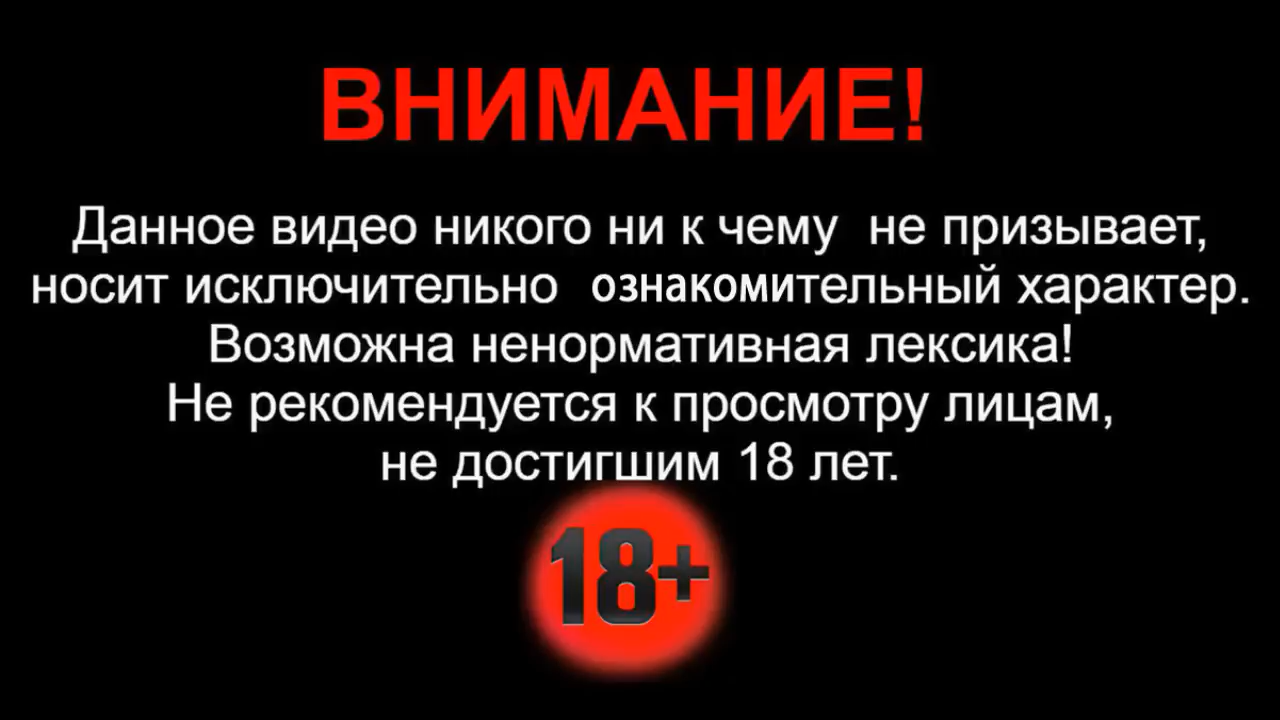 ВНИМАНИЕ!
Данное видео никого ни к чему не призывает,
носит исключительно ознакомительный характер.
Возможна ненормативная лексика!
Не рекомендуется к просмотру лицам,
не достигшим 18 лет.
18+